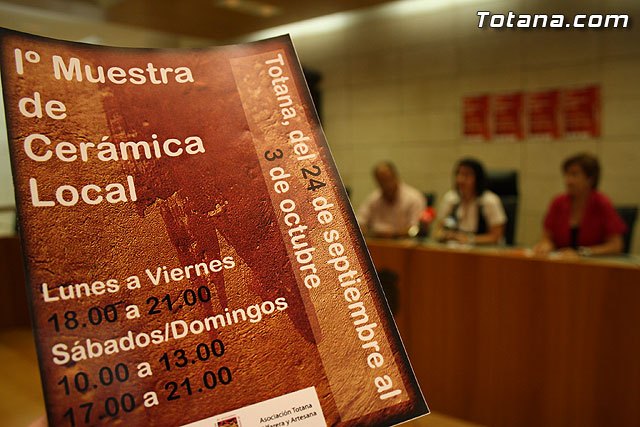 Totana.com
Iº Muestra
de
Cerámica
Local
Totana, del 24 de septiembre al
3 de octubre
Lunes a Viernes
18.00 a 21.00
Sábados/Domingos
10.00 a 13.00
17.00 a 21.00
Asociación Totana
y Artesana